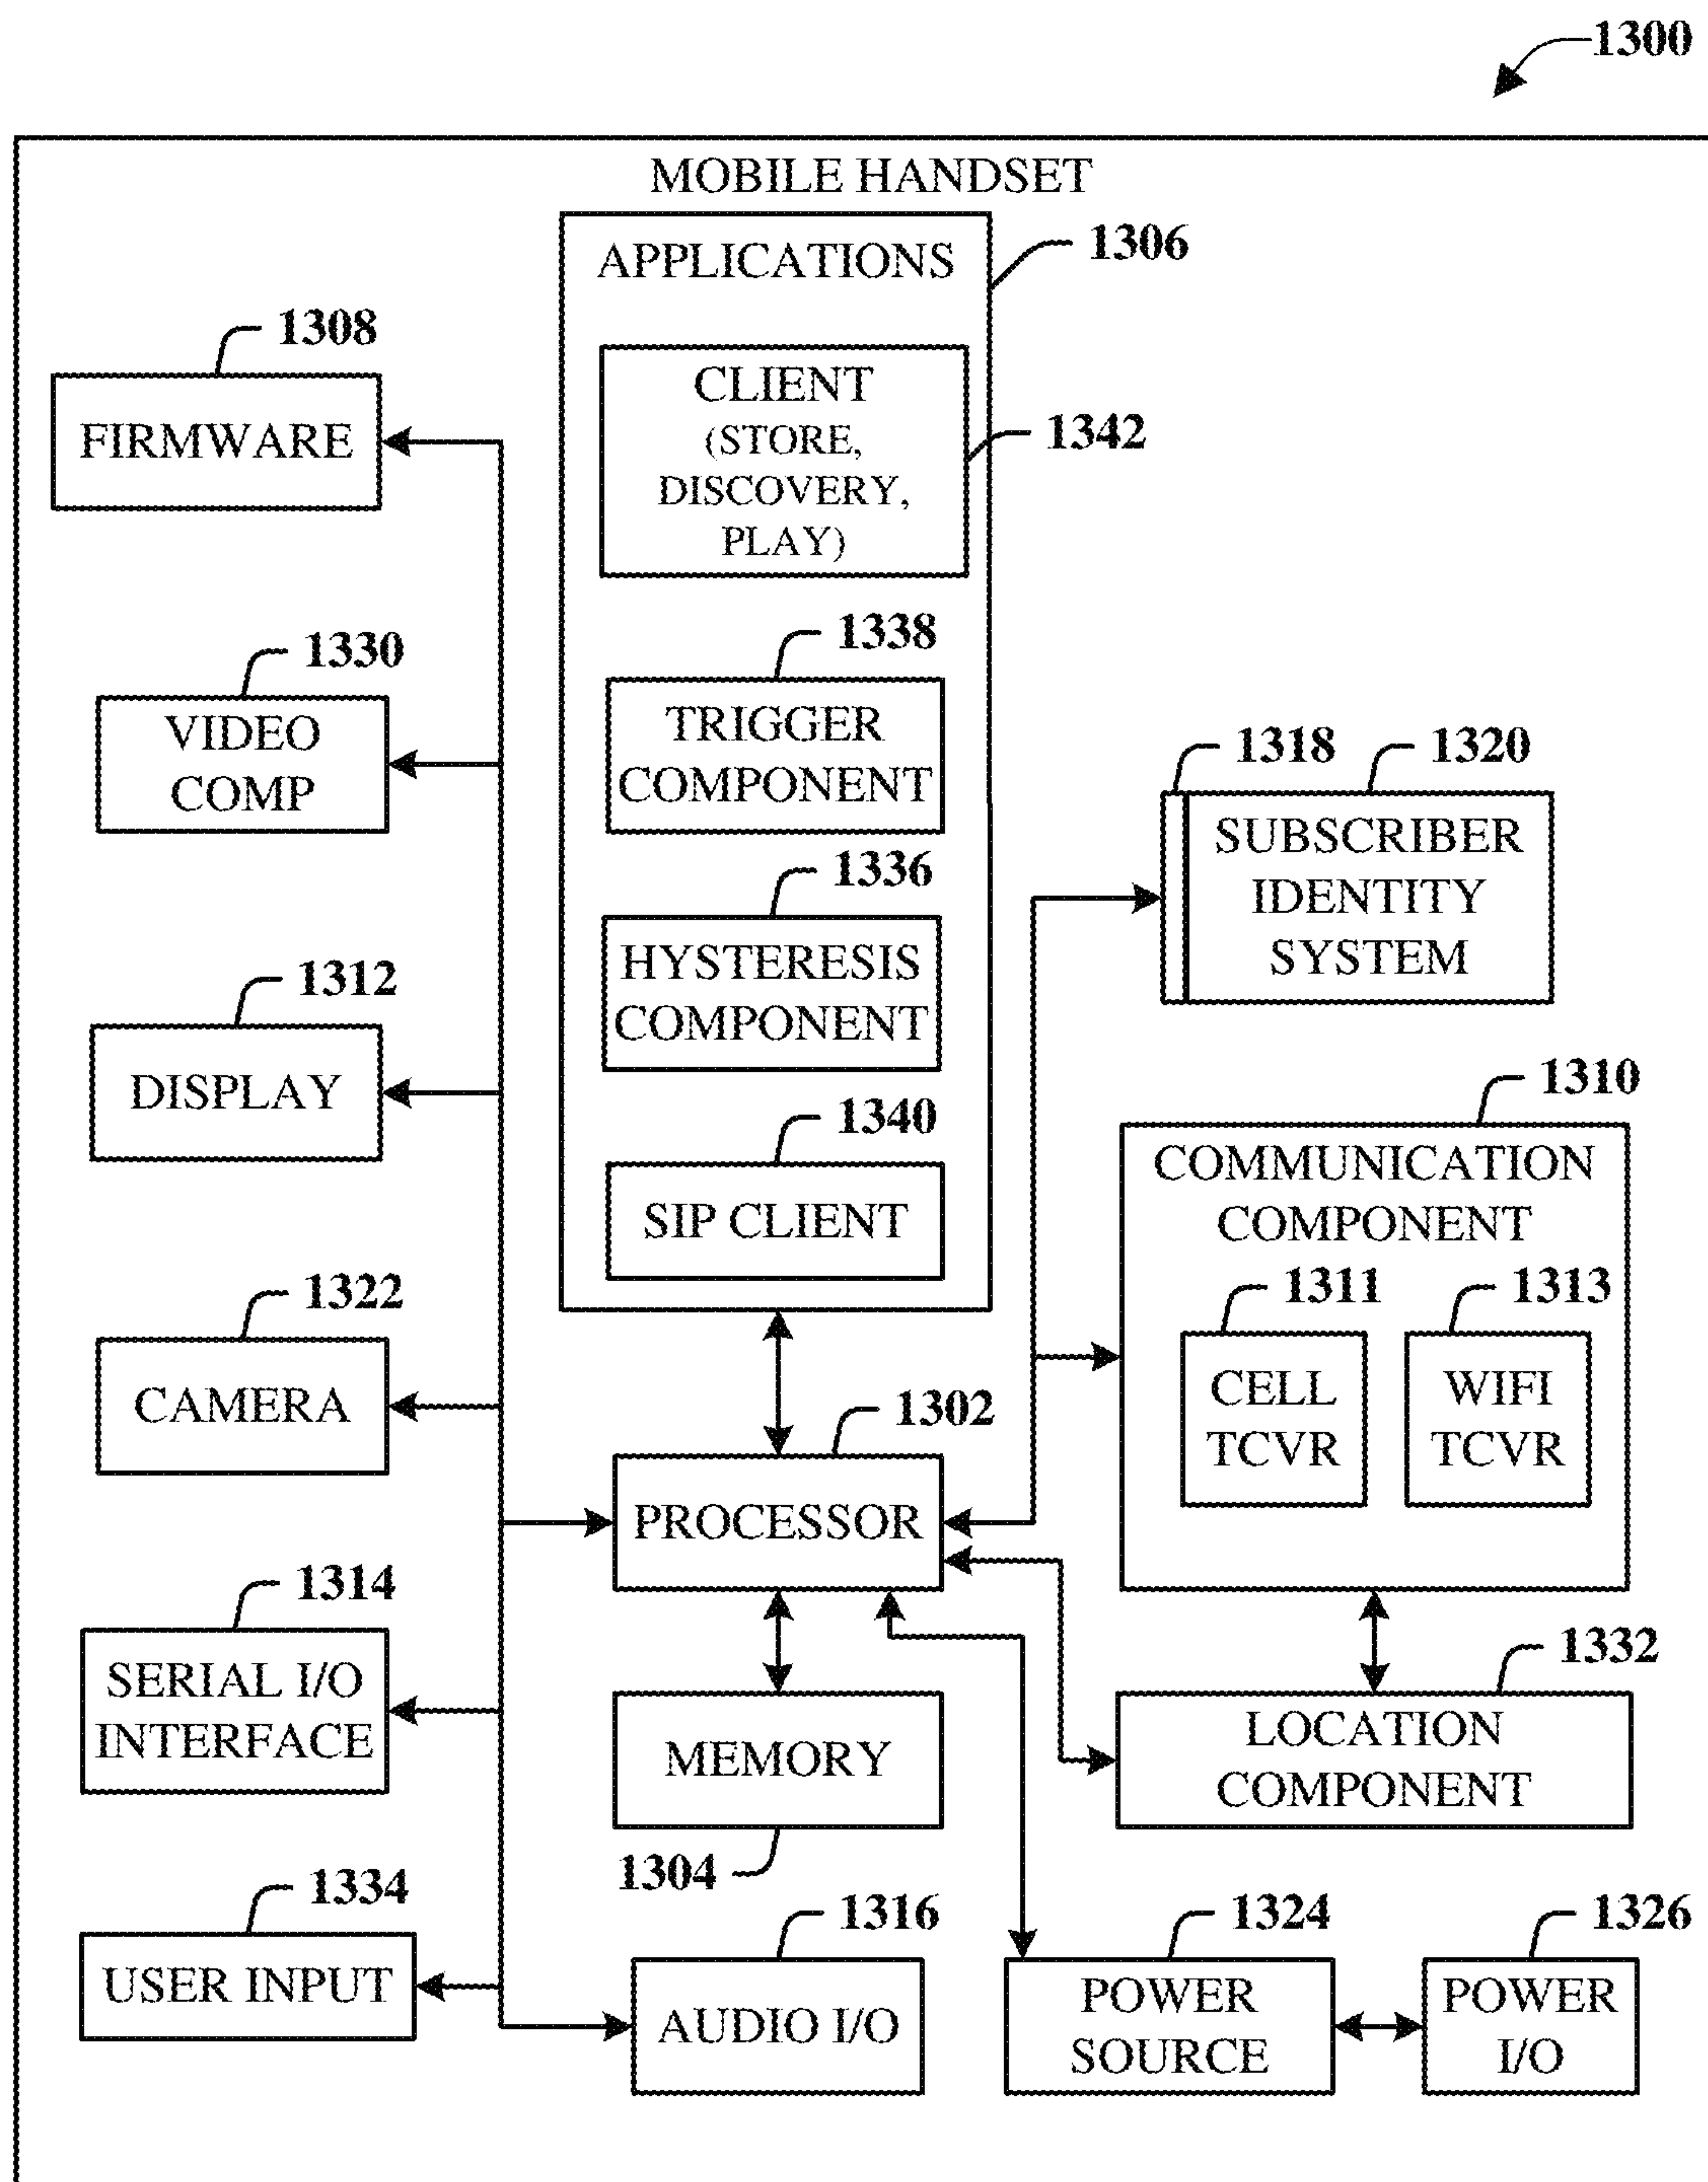 1300
MOBILE HANDSET
APPLICATIONS
1306
CLIENT
(STORE,
DISCOVERY,
PLAY)
1342
1308
FIRMWARE
1338
TRIGGER
COMPONENT
1330
VIDEO
COMP
1318
1320
SUBSCRIBER
IDENTITY
SYSTEM
1336
HYSTERESIS
COMPONENT
1312
DISPLAY
1310
COMMUNICATION
COMPONENT
1340
SIP CLIENT
1311
CELL
TCVR
1313
WIFI
TCVR
1322
CAMERA
1302
PROCESSOR
1314
SERIAL I/O
INTERFACE
MEMORY
1304
1332
LOCATION
COMPONENT
1334
USER INPUT
1316
AUDIO I/O
1324
POWER
SOURCE
1326
POWER
I/O